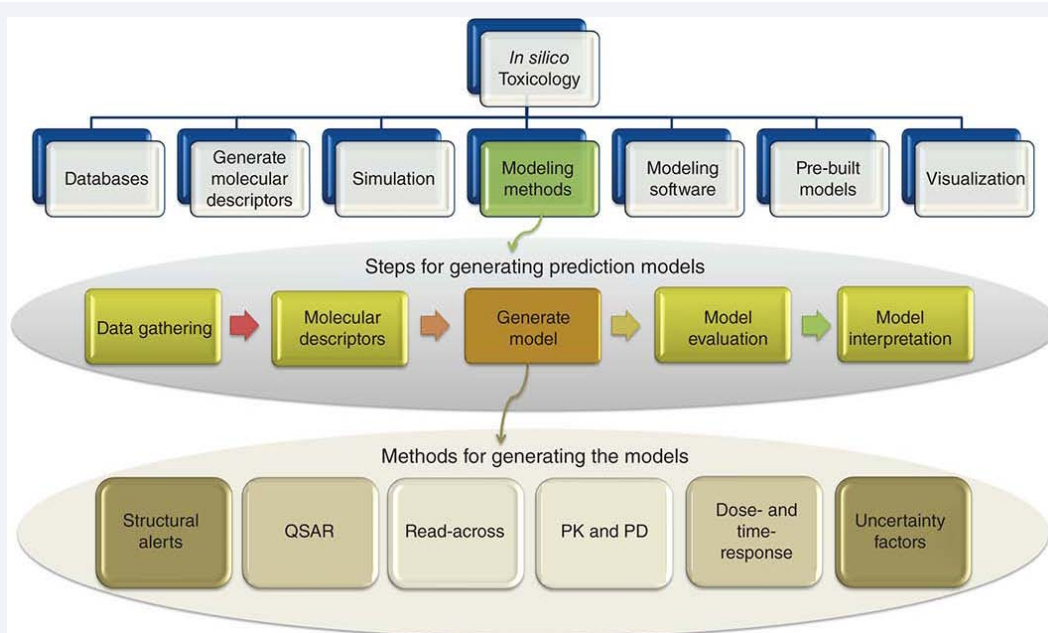 In silico
Toxicology
Databases
Generate
molecular
descriptors
Simulation
Modeling
methods
Modeling
software
Pre-built
models
Visualization
Steps for generating prediction models
Data gathering
Molecular
descriptors
Generate
model
Model
evaluation
Model
interpretation
Methods for generating the models
Structural
alerts
QSAR
Read-across
PK and PD
Dose- and
time-
response
Uncertainty
factors